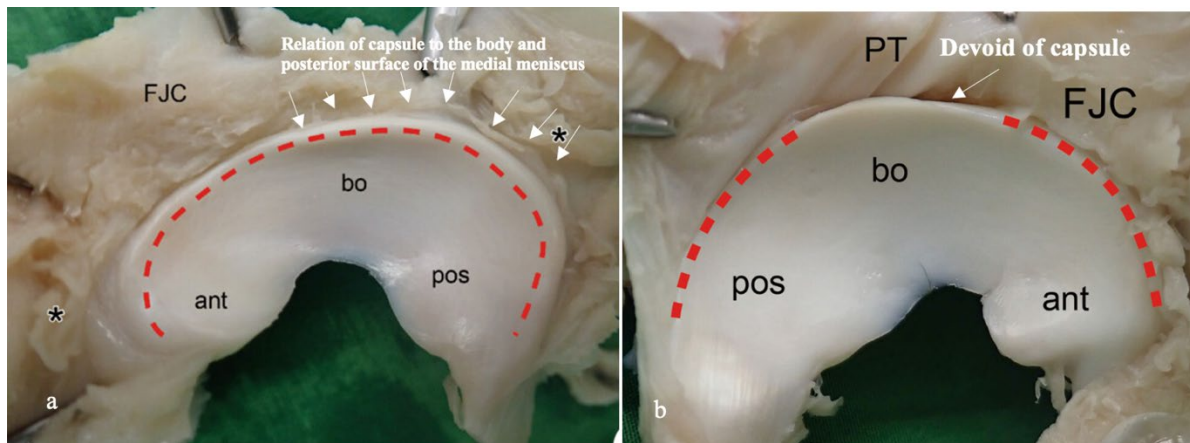 Relation of capsule to the body and
posterior surface of the medial meniscus
FJC
*
bo
pos
ant
*
a
PT
Devoid of capsule
FJC
bo
pos
ant
b